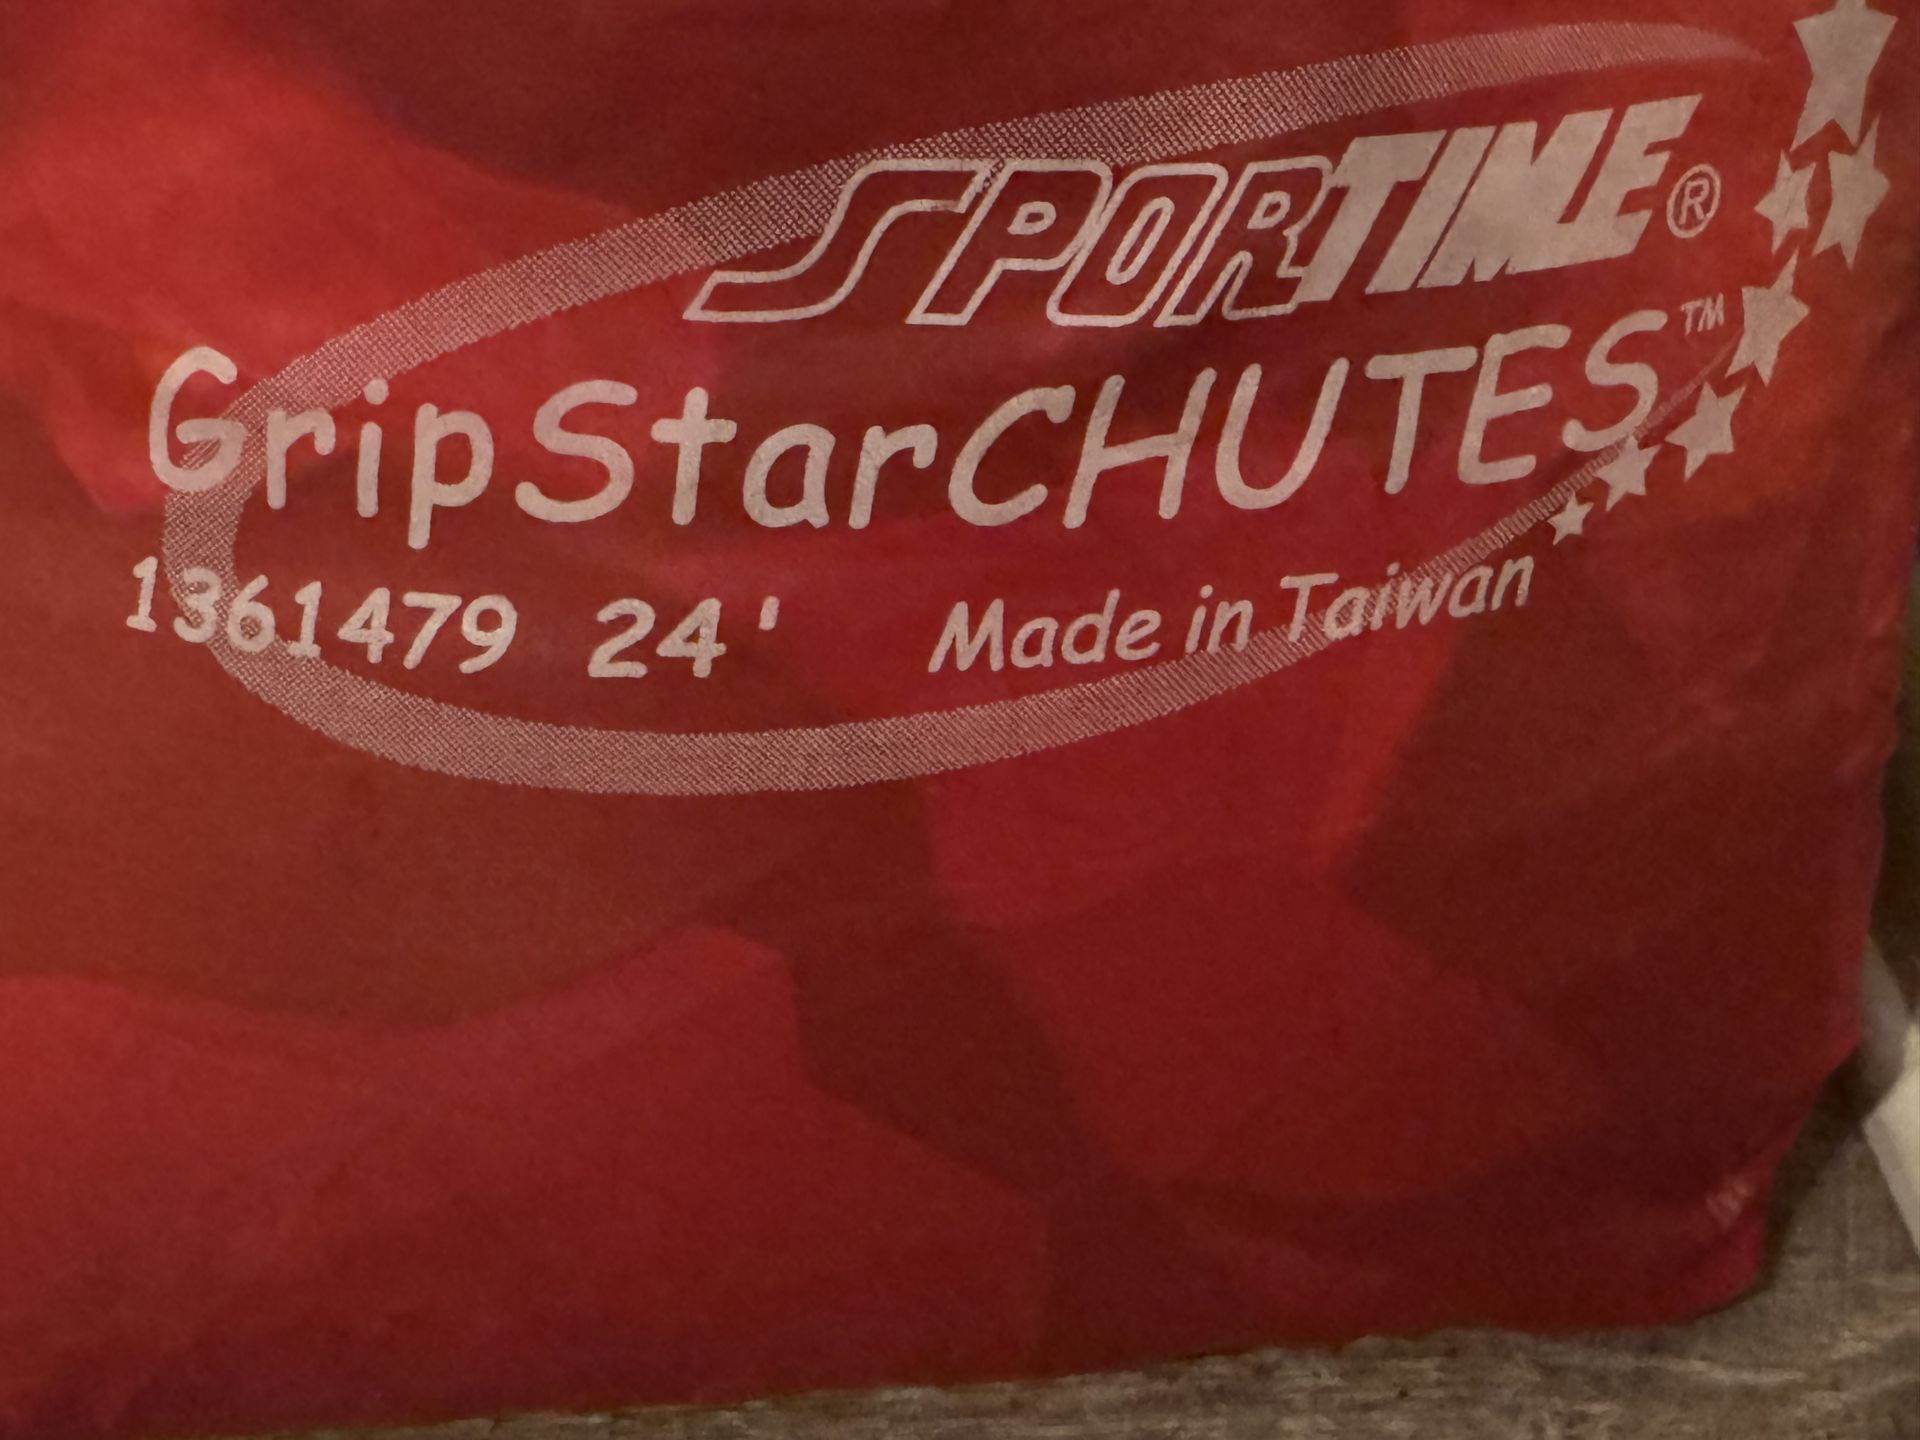 SPORTIME®
GripStarCHUTES™
1361479 24' Made in Taiwan